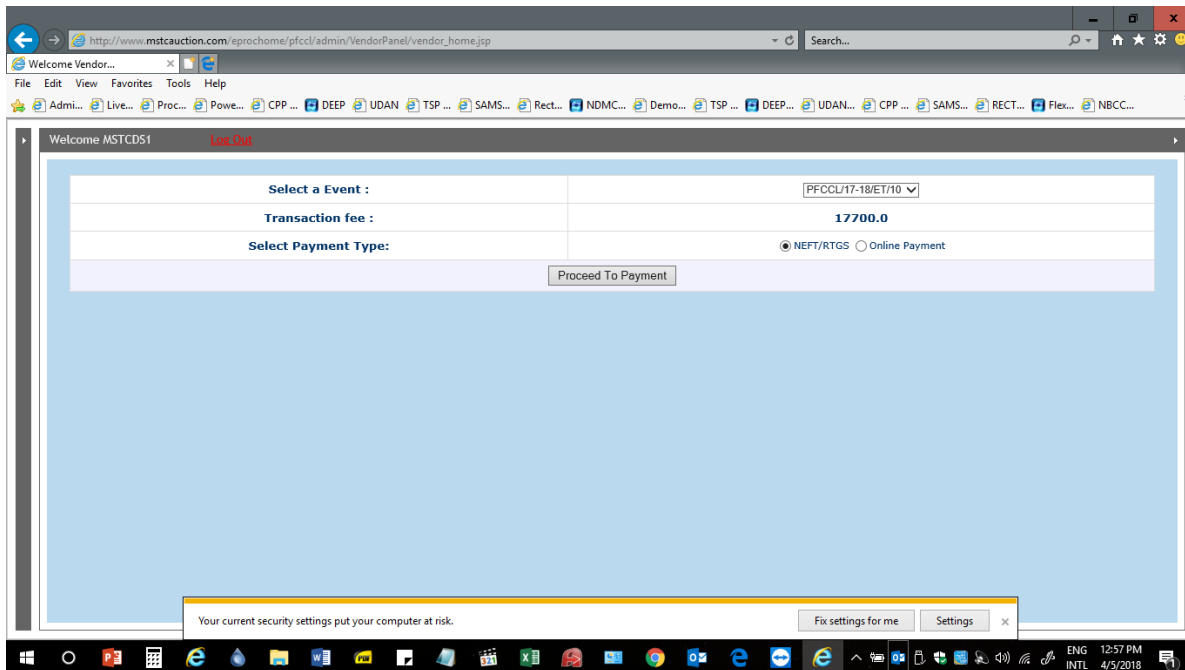 http://www.mstcauction.com/eprochome/pfccl/admin/VendorPanel/vendor_home.jsp
Search...
Welcome Vendor...
File Edit View Favorites Tools Help
Admi... Live... Proc... Powe... CPP ... DEEP UDAN TSP ... SAMS... Rect... NDMC... Demo... TSP ... DEEP... UDAN... CPP ... SAMS... RECT... Flex... NBCC...
Welcome MSTCDS1 Log Out
Select a Event : PFCCL/17-18/ET/10
Transaction fee : 17700.0
Select Payment Type: NEFT/RTGS Online Payment
Proceed To Payment
Your current security settings put your computer at risk. Fix settings for me Settings
ENG 12:57 PM
INTL 4/5/2018